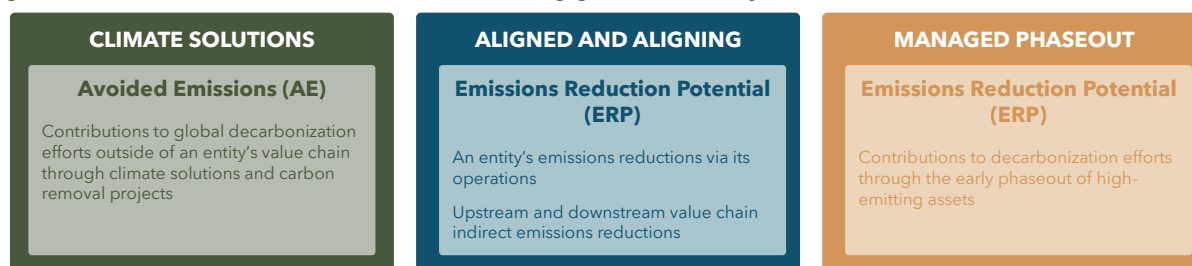 CLIMATE SOLUTIONS
Avoided Emissions (AE)
Contributions to global decarbonization
efforts outside of an entity's value chain
through climate solutions and carbon
removal projects
ALIGNED AND ALIGNING
Emissions Reduction Potential
(ERP)
An entity's emissions reductions via its
operations
Upstream and downstream value chain
indirect emissions reductions
MANAGED PHASEOUT
Emissions Reduction Potential
(ERP)
Contributions to decarbonization efforts
through the early phaseout of high-
emitting assets